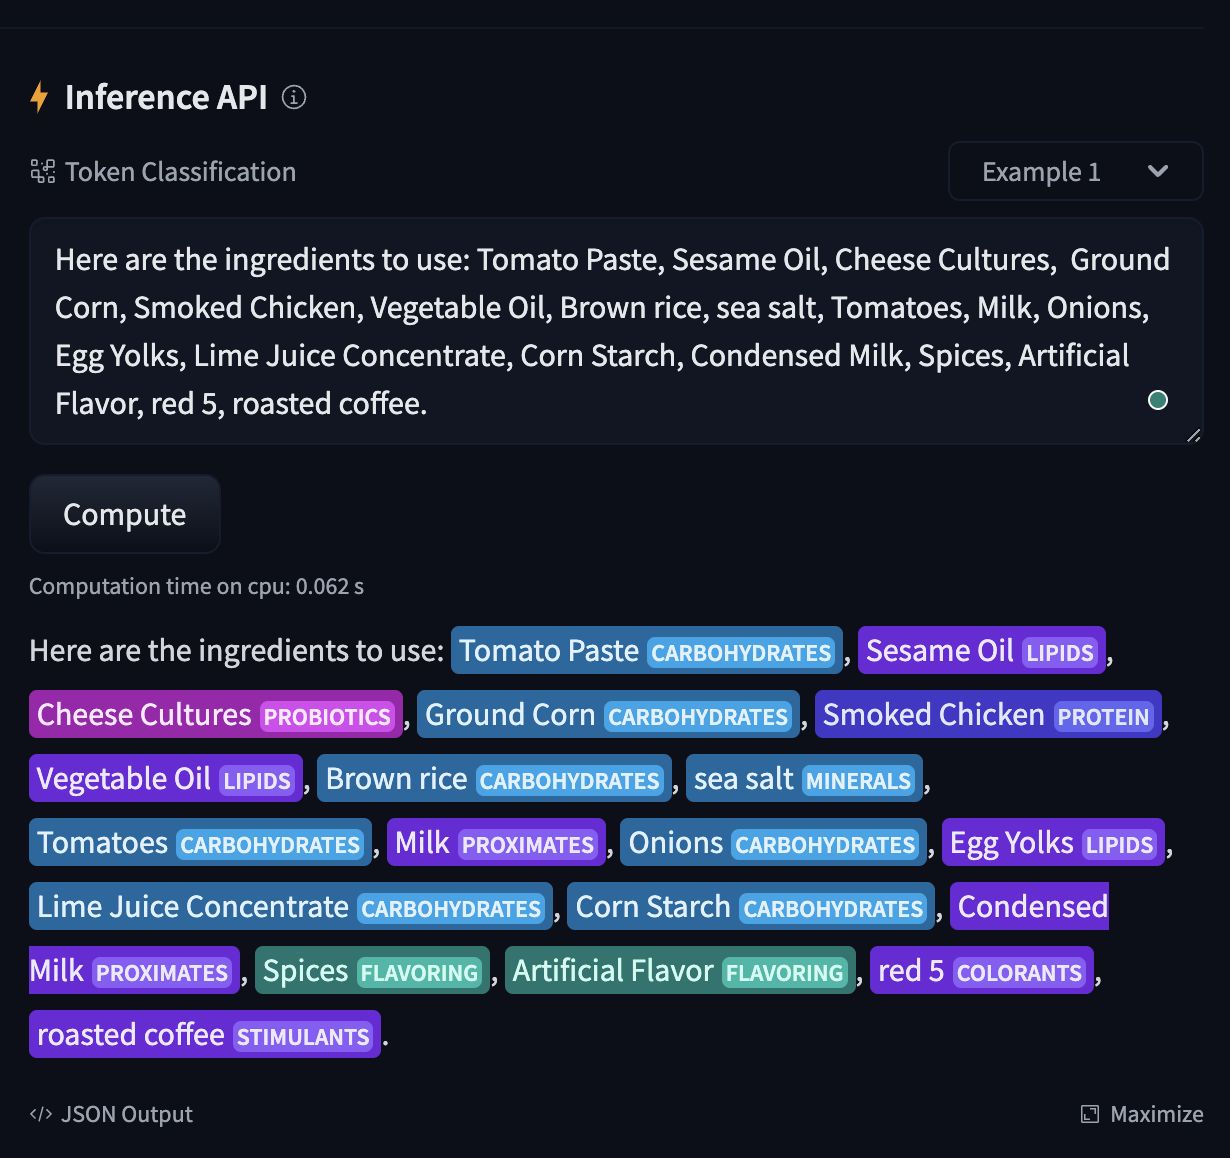 Inference API
Token Classification
Example 1
Here are the ingredients to use: Tomato Paste, Sesame Oil, Cheese Cultures,  Ground
Corn, Smoked Chicken, Vegetable Oil, Brown rice, sea salt, Tomatoes, Milk, Onions,
Egg Yolks, Lime Juice Concentrate, Corn Starch, Condensed Milk, Spices, Artificial
Flavor, red 5, roasted coffee.
Compute
Computation time on cpu: 0.062 s
Here are the ingredients to use: Tomato Paste CARBOHYDRATES, Sesame Oil LIPIDS,
Cheese Cultures PROBIOTICS, Ground Corn CARBOHYDRATES, Smoked Chicken PROTEIN,
Vegetable Oil LIPIDS, Brown rice CARBOHYDRATES, sea salt MINERALS,
Tomatoes CARBOHYDRATES, Milk PROXIMATES, Onions CARBOHYDRATES, Egg Yolks LIPIDS,
Lime Juice Concentrate CARBOHYDRATES, Corn Starch CARBOHYDRATES, Condensed
Milk PROXIMATES, Spices FLAVORING, Artificial Flavor FLAVORING, red 5 COLORANTS,
roasted coffee STIMULANTS.
</> JSON Output
Maximize